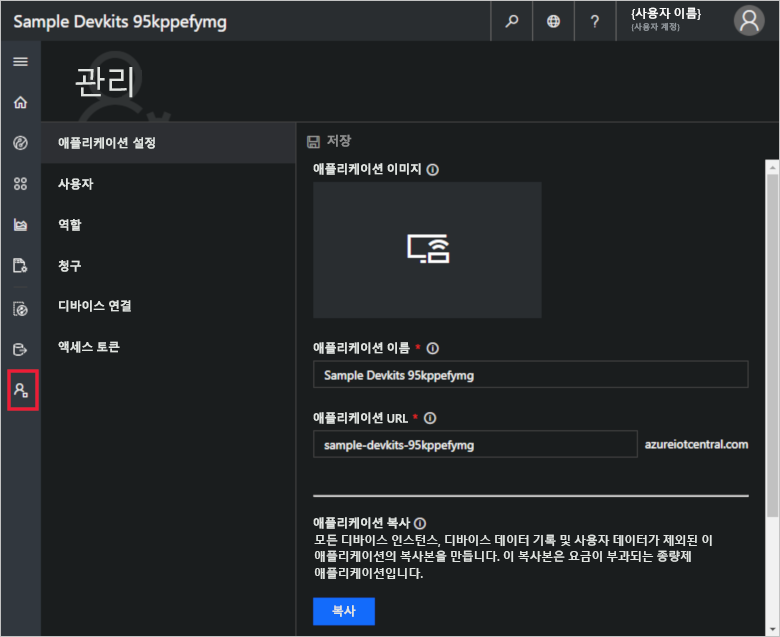 Sample Devkits 95kppefymg
?
{사용자 이름}
{사용자 계정}
관리
애플리케이션 설정
사용자
역할
청구
디바이스 연결
액세스 토큰
저장
애플리케이션 이미지
애플리케이션 이름 *
Sample Devkits 95kppefymg
애플리케이션 URL *
sample-devkits-95kppefymg
azureiotcentral.com
애플리케이션 복사
모든 디바이스 인스턴스, 디바이스 데이터 기록 및 사용자 데이터가 제외된 이
애플리케이션의 복사본을 만듭니다. 이 복사본은 요금이 부과되는 종량제
애플리케이션입니다.
복사